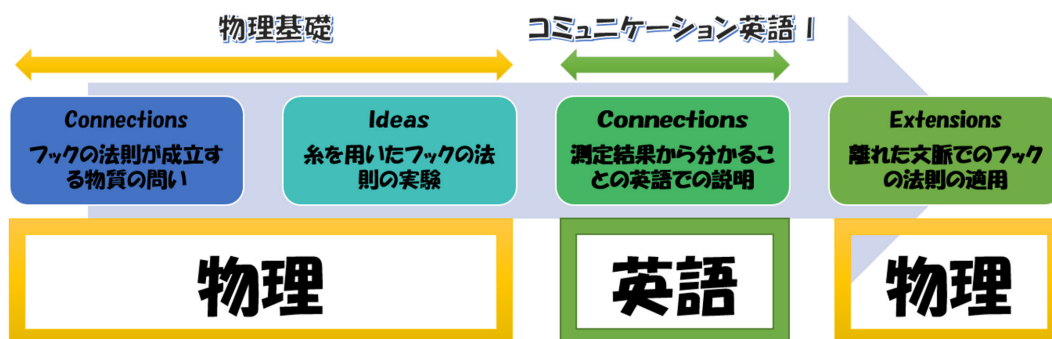 物理基礎
コミュニケーション英語Ⅰ
Connections
フックの法則が成立す
る物質の問い
Ideas
糸を用いたフックの法
則の実験
Connections
測定結果から分かるこ
との英語での説明
Extensions
離れた文脈でのフック
の法則の適用
物理
英語
物理